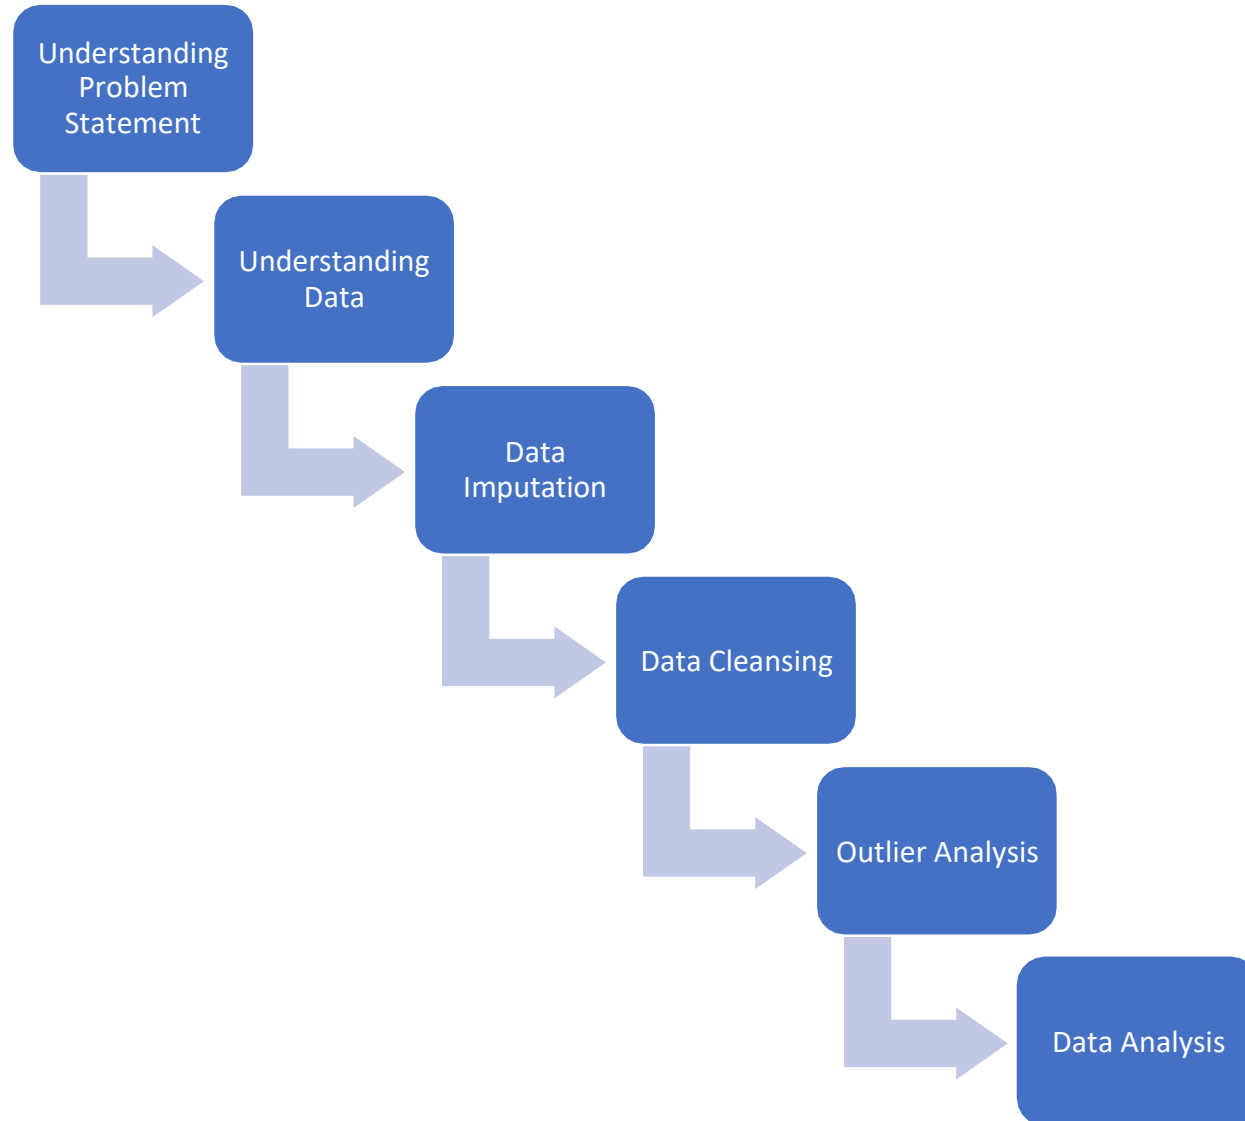 Understanding
Problem
Statement
Understanding
Data
Data
Imputation
Data Cleansing
Outlier Analysis
Data Analysis